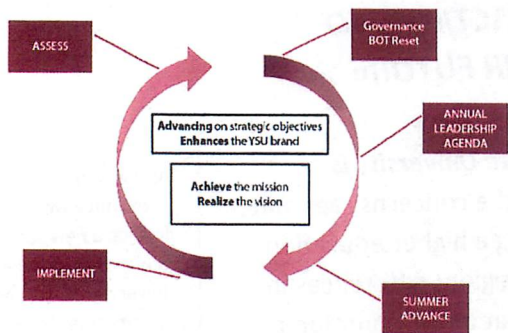 ASSESS
Governance
BOT Reset
ANNUAL
LEADERSHIP
AGENDA
Advancing on strategic objectives
Enhances the YSU brand
Achieve the mission
Realize the vision
IMPLEMENT
SUMMER
ADVANCE